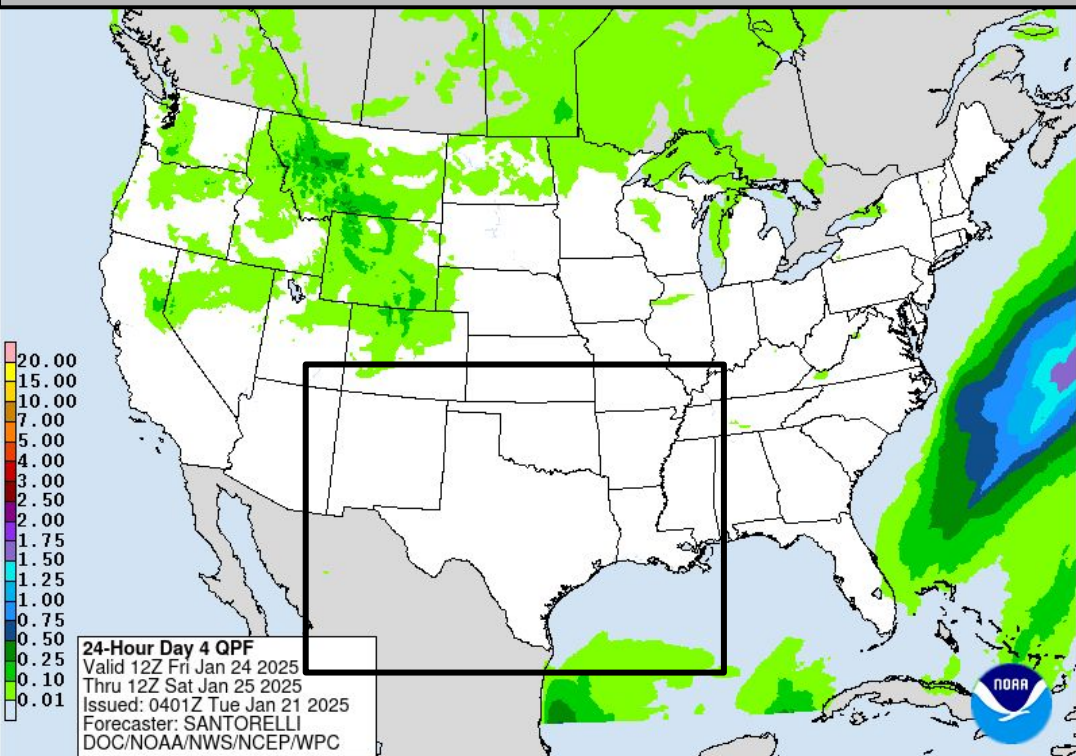 20.00
15.00
10.00
7.00
5.00
4.00
3.00
2.50
2.00
1.75
1.50
1.25
1.00
0.75
0.50
0.25
0.10
0.01
24-Hour Day 4 QPF
Valid 12Z Fri Jan 24 2025
Thru 12Z Sat Jan 25 2025
Issued: 0401Z Tue Jan 21 2025
Forecaster: SANTORELLI
DOC/NOAA/NWS/NCEP/WPC
NOAA